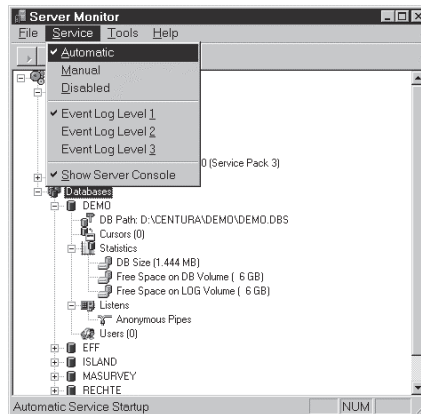 Server Monitor
File Service Tools Help
Automatic
Manual
Disabled
Event Log Level 1
Event Log Level 2
Event Log Level 3
0 (Service Pack 3)
Show Server Console
Databases
DEMO
DB Path: D:\CENTURA\DEMO\DEMO.DBS
Cursors (0)
Statistics
DB Size (1.444 MB)
Free Space on DB Volume ( 6 GB)
Free Space on LOG Volume ( 6 GB)
Listens
Anonymous Pipes
Users (0)
EFF
ISLAND
MASURVEY
RECHTE
Automatic Service Startup NUM